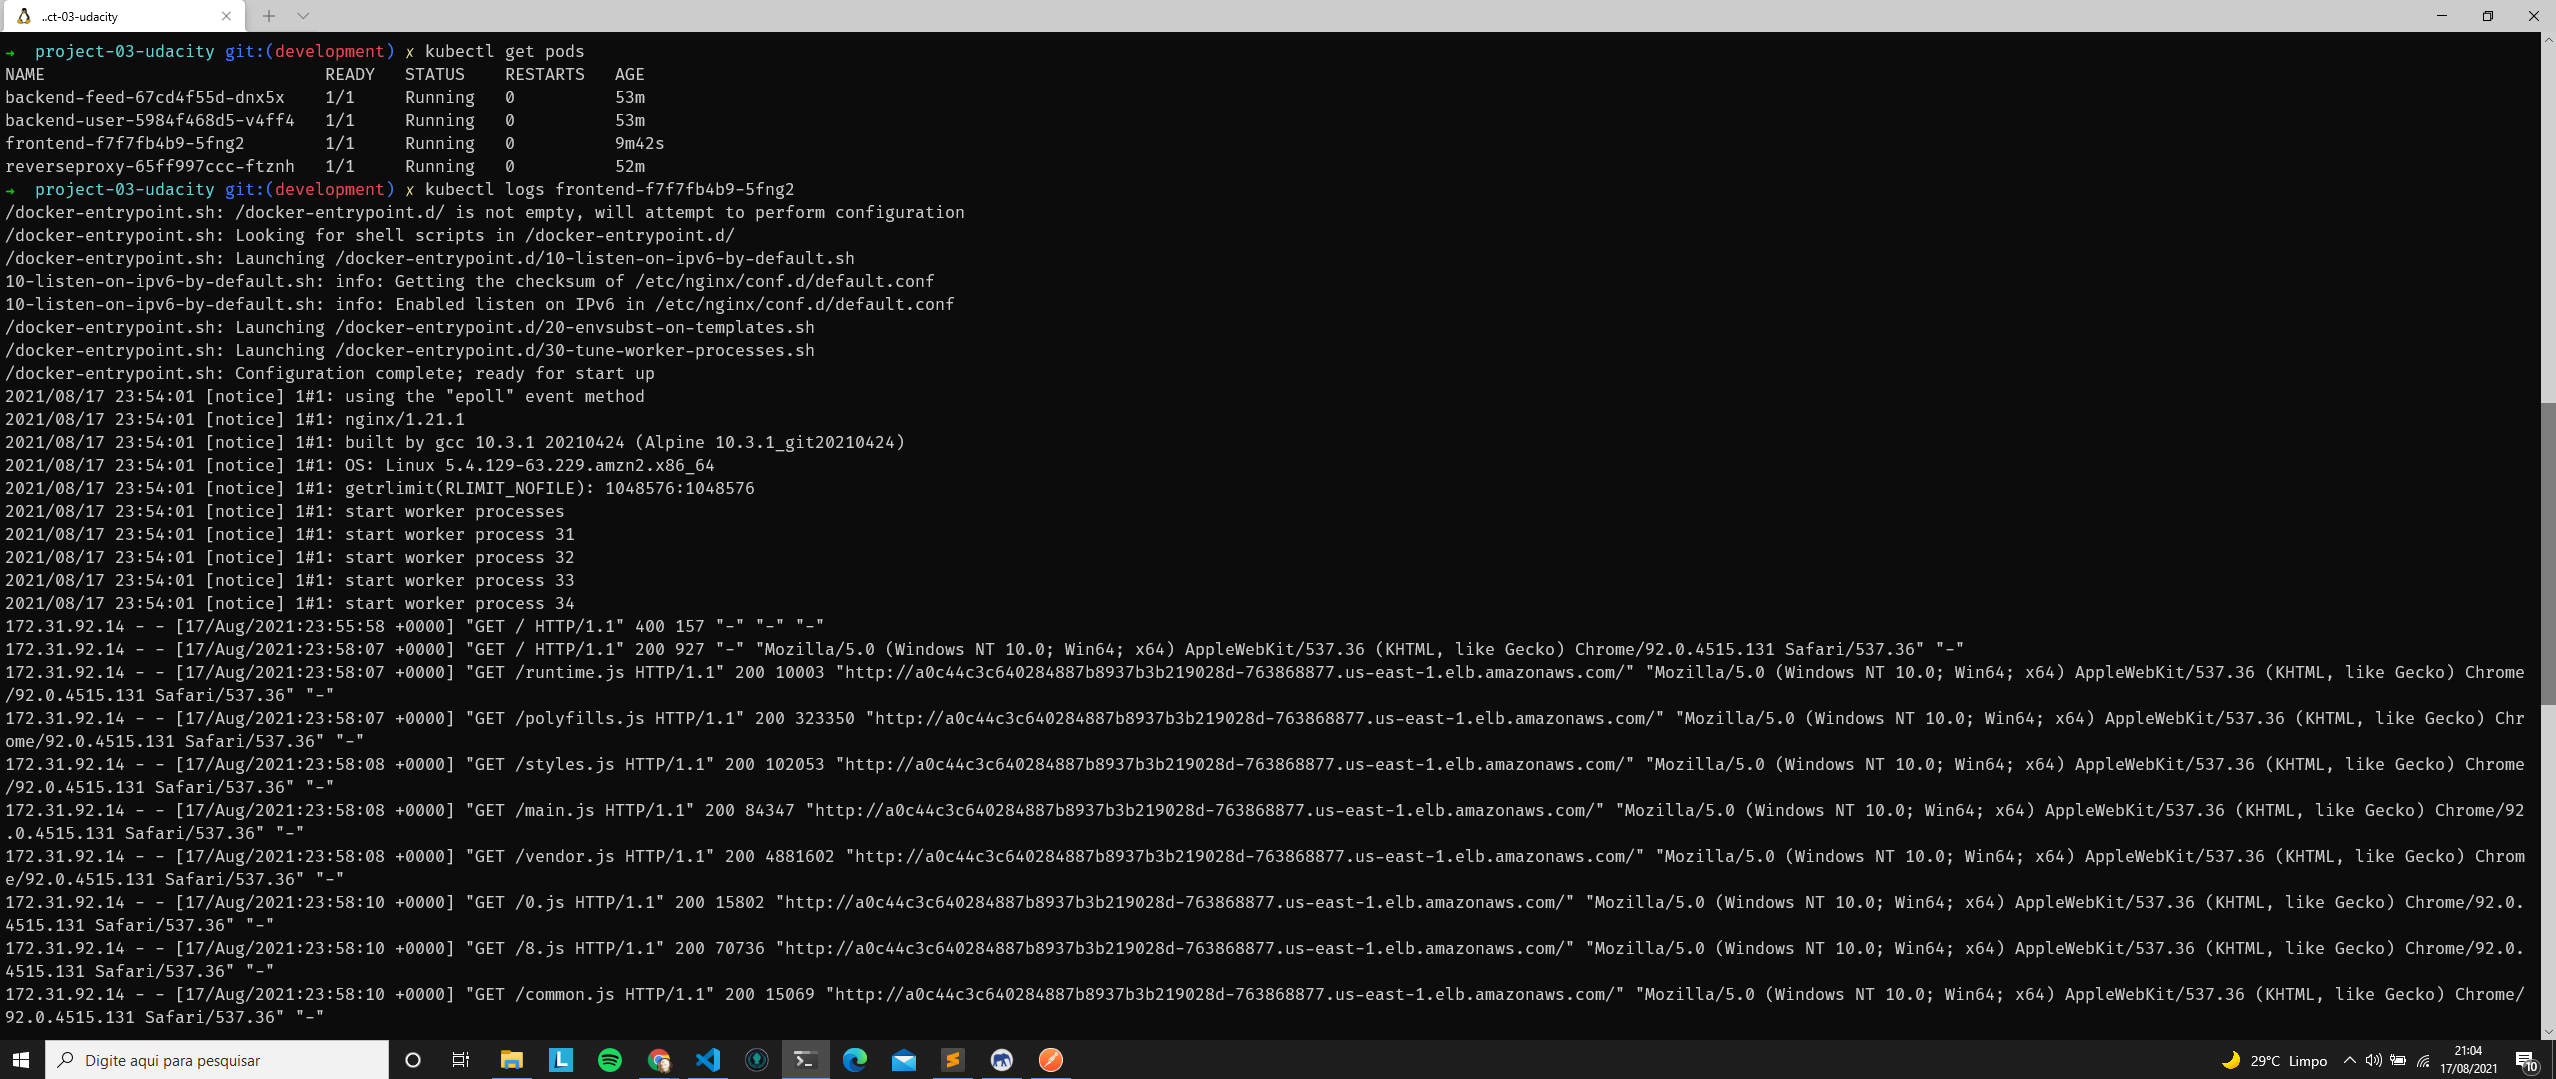 ..ct-03-udacity
→ project-03-udacity git:(development) ✗ kubectl get pods
NAME READY STATUS RESTARTS AGE
backend-feed-67cd4f55d-dnx5x 1/1 Running 0 53m
backend-user-5984f468d5-v4ff4 1/1 Running 0 53m
frontend-f7f7fb4b9-5fng2 1/1 Running 0 9m42s
reverseproxy-65ff997ccc-ftznh 1/1 Running 0 52m
→ project-03-udacity git:(development) ✗ kubectl logs frontend-f7f7fb4b9-5fng2
/docker-entrypoint.sh: /docker-entrypoint.d/ is not empty, will attempt to perform configuration
/docker-entrypoint.sh: Looking for shell scripts in /docker-entrypoint.d/
/docker-entrypoint.sh: Launching /docker-entrypoint.d/10-listen-on-ipv6-by-default.sh
10-listen-on-ipv6-by-default.sh: info: Getting the checksum of /etc/nginx/conf.d/default.conf
10-listen-on-ipv6-by-default.sh: info: Enabled listen on IPv6 in /etc/nginx/conf.d/default.conf
/docker-entrypoint.sh: Launching /docker-entrypoint.d/20-envsubst-on-templates.sh
/docker-entrypoint.sh: Launching /docker-entrypoint.d/30-tune-worker-processes.sh
/docker-entrypoint.sh: Configuration complete; ready for start up
2021/08/17 23:54:01 [notice] 1#1: using the "epoll" event method
2021/08/17 23:54:01 [notice] 1#1: nginx/1.21.1
2021/08/17 23:54:01 [notice] 1#1: built by gcc 10.3.1 20210424 (Alpine 10.3.1_git20210424)
2021/08/17 23:54:01 [notice] 1#1: OS: Linux 5.4.129-63.229.amzn2.x86_64
2021/08/17 23:54:01 [notice] 1#1: getrlimit(RLIMIT_NOFILE): 1048576:1048576
2021/08/17 23:54:01 [notice] 1#1: start worker processes
2021/08/17 23:54:01 [notice] 1#1: start worker process 31
2021/08/17 23:54:01 [notice] 1#1: start worker process 32
2021/08/17 23:54:01 [notice] 1#1: start worker process 33
2021/08/17 23:54:01 [notice] 1#1: start worker process 34
172.31.92.14 - - [17/Aug/2021:23:55:58 +0000] "GET / HTTP/1.1" 400 157 "-" "-" "-"
172.31.92.14 - - [17/Aug/2021:23:58:07 +0000] "GET / HTTP/1.1" 200 927 "-" "Mozilla/5.0 (Windows NT 10.0; Win64; x64) AppleWebKit/537.36 (KHTML, like Gecko) Chrome/92.0.4515.131 Safari/537.36" "-"
172.31.92.14 - - [17/Aug/2021:23:58:07 +0000] "GET /runtime.js HTTP/1.1" 200 10003 "http://a0c44c3c640284887b8937b3b219028d-763868877.us-east-1.elb.amazonaws.com/" "Mozilla/5.0 (Windows NT 10.0; Win64; x64) AppleWebKit/537.36 (KHTML, like Gecko) Chrome
/92.0.4515.131 Safari/537.36" "-"
172.31.92.14 - - [17/Aug/2021:23:58:07 +0000] "GET /polyfills.js HTTP/1.1" 200 323350 "http://a0c44c3c640284887b8937b3b219028d-763868877.us-east-1.elb.amazonaws.com/" "Mozilla/5.0 (Windows NT 10.0; Win64; x64) AppleWebKit/537.36 (KHTML, like Gecko) Chr
ome/92.0.4515.131 Safari/537.36" "-"
172.31.92.14 - - [17/Aug/2021:23:58:08 +0000] "GET /styles.js HTTP/1.1" 200 102053 "http://a0c44c3c640284887b8937b3b219028d-763868877.us-east-1.elb.amazonaws.com/" "Mozilla/5.0 (Windows NT 10.0; Win64; x64) AppleWebKit/537.36 (KHTML, like Gecko) Chrome
/92.0.4515.131 Safari/537.36" "-"
172.31.92.14 - - [17/Aug/2021:23:58:08 +0000] "GET /main.js HTTP/1.1" 200 84347 "http://a0c44c3c640284887b8937b3b219028d-763868877.us-east-1.elb.amazonaws.com/" "Mozilla/5.0 (Windows NT 10.0; Win64; x64) AppleWebKit/537.36 (KHTML, like Gecko) Chrome/92
.0.4515.131 Safari/537.36" "-"
172.31.92.14 - - [17/Aug/2021:23:58:08 +0000] "GET /vendor.js HTTP/1.1" 200 4881602 "http://a0c44c3c640284887b8937b3b219028d-763868877.us-east-1.elb.amazonaws.com/" "Mozilla/5.0 (Windows NT 10.0; Win64; x64) AppleWebKit/537.36 (KHTML, like Gecko) Chrom
e/92.0.4515.131 Safari/537.36" "-"
172.31.92.14 - - [17/Aug/2021:23:58:10 +0000] "GET /0.js HTTP/1.1" 200 15802 "http://a0c44c3c640284887b8937b3b219028d-763868877.us-east-1.elb.amazonaws.com/" "Mozilla/5.0 (Windows NT 10.0; Win64; x64) AppleWebKit/537.36 (KHTML, like Gecko) Chrome/92.0.
4515.131 Safari/537.36" "-"
172.31.92.14 - - [17/Aug/2021:23:58:10 +0000] "GET /8.js HTTP/1.1" 200 70736 "http://a0c44c3c640284887b8937b3b219028d-763868877.us-east-1.elb.amazonaws.com/" "Mozilla/5.0 (Windows NT 10.0; Win64; x64) AppleWebKit/537.36 (KHTML, like Gecko) Chrome/92.0.
4515.131 Safari/537.36" "-"
172.31.92.14 - - [17/Aug/2021:23:58:10 +0000] "GET /common.js HTTP/1.1" 200 15069 "http://a0c44c3c640284887b8937b3b219028d-763868877.us-east-1.elb.amazonaws.com/" "Mozilla/5.0 (Windows NT 10.0; Win64; x64) AppleWebKit/537.36 (KHTML, like Gecko) Chrome/
92.0.4515.131 Safari/537.36" "-"
Digite aqui para pesquisar
L
29°C Limpo
21:04
17/08/2021
10